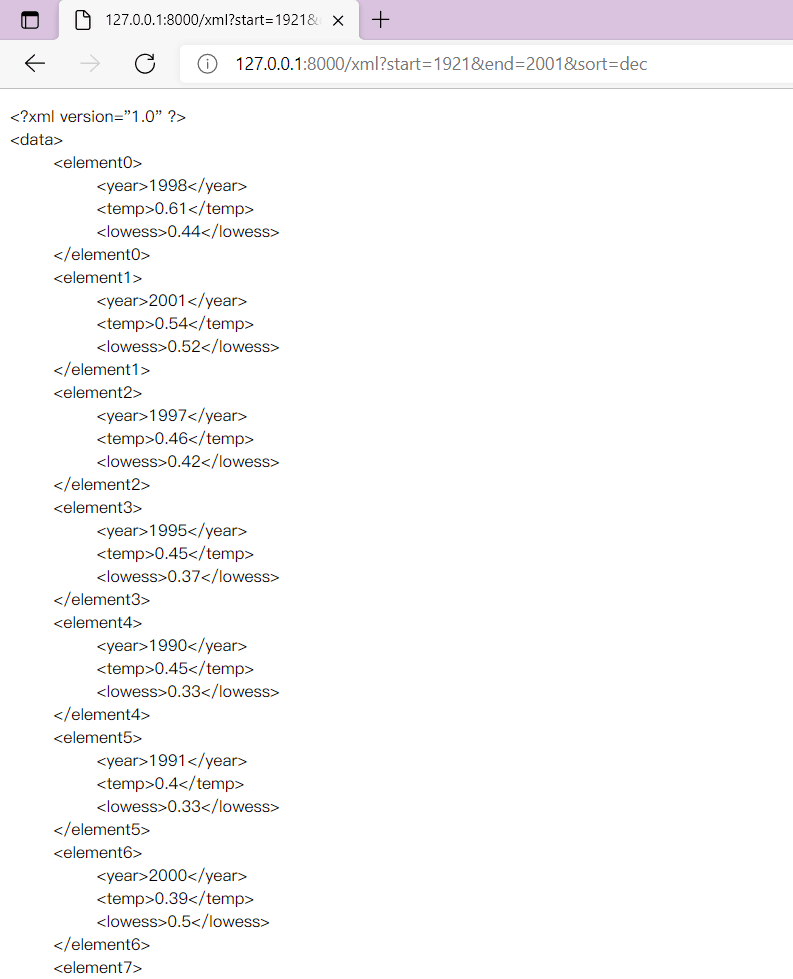 127.0.0.1:8000/xml?start=1921&
127.0.0.1:8000/xml?start=1921&end=2001&sort=dec
<?xml version="1.0" ?>
<data>
<element0>
<year>1998</year>
<temp>0.61</temp>
<lowess>0.44</lowess>
</element0>
<element1>
<year>2001</year>
<temp>0.54</temp>
<lowess>0.52</lowess>
</element1>
<element2>
<year>1997</year>
<temp>0.46</temp>
<lowess>0.42</lowess>
</element2>
<element3>
<year>1995</year>
<temp>0.45</temp>
<lowess>0.37</lowess>
</element3>
<element4>
<year>1990</year>
<temp>0.45</temp>
<lowess>0.33</lowess>
</element4>
<element5>
<year>1991</year>
<temp>0.4</temp>
<lowess>0.33</lowess>
</element5>
<element6>
<year>2000</year>
<temp>0.39</temp>
<lowess>0.5</lowess>
</element6>
<element7>